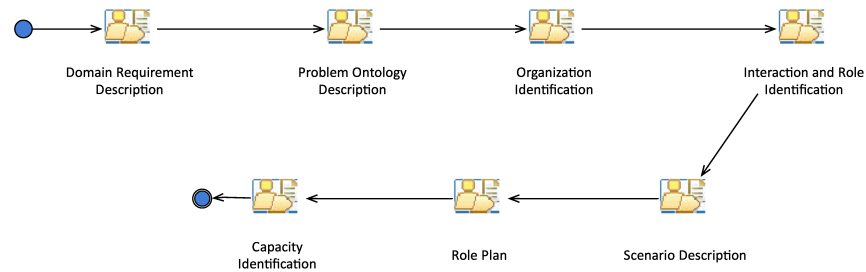 Domain Requirement
Description
Problem Ontology
Description
Organization
Identification
Interaction and Role
Identification
Capacity
Identification
Role Plan
Scenario Description